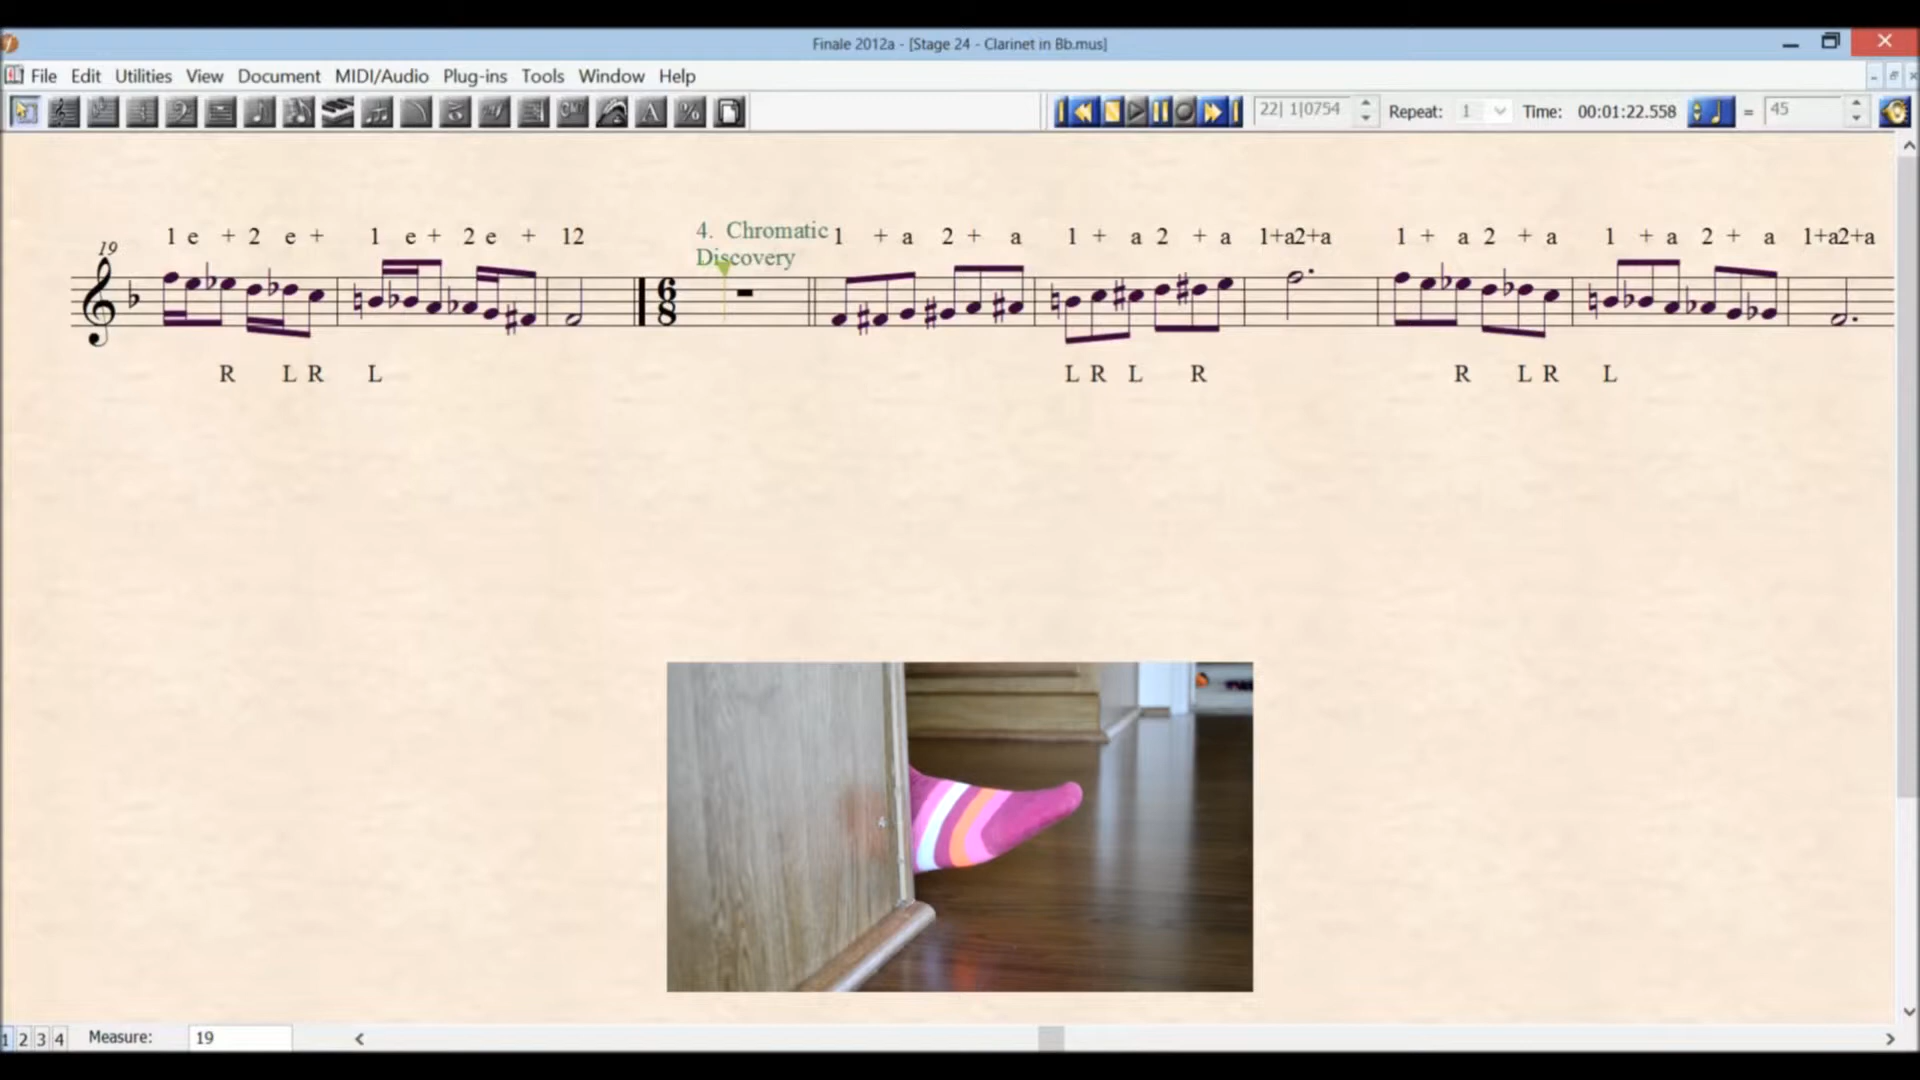 Finale 2012a - [Stage 24 - Clarinet in Bb.mus]
File Edit Utilities View Document MIDI/Audio Plug-ins Tools Window Help
22| 1|0754 Repeat: 1 Time: 00:01:22.558 = 45
4. Chromatic
Discovery
19 1 e + 2 e + 1 e + 2 e + 12 1 + a 2 + a 1 + a 2 + a 1+a2+a 1 + a 2 + a 1 + a 2 + a 1+a2+a
6
8
R L R L L R L R R L R L
1 2 3 4 Measure: 19